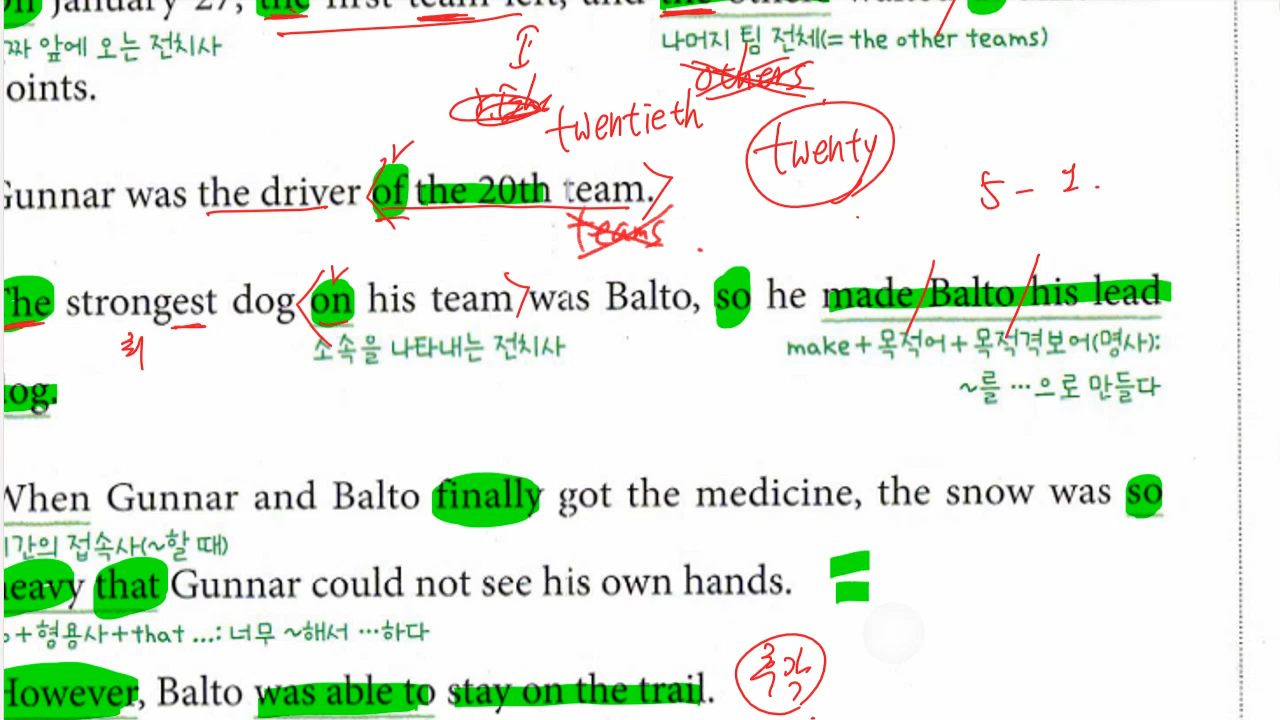 January 27, the first team left, and the others waited at
앞에 오는 전치사
나머지 팀 전체(= the other teams)
oints.
others
twentieth
twenty
Gunnar was the driver of the 20th team.
5 - 1.
teams
The strongest dog on his team was Balto, so he made Balto his lead
최
소속을 나타내는 전치사
make + 목적어 + 목적격보어(명사):
~를 …으로 만들다
og.
When Gunnar and Balto finally got the medicine, the snow was so
간의 접속사(~할 때)
heavy that Gunnar could not see his own hands.
=
+형용사+that …: 너무 ~해서 …하다
However, Balto was able to stay on the trail.